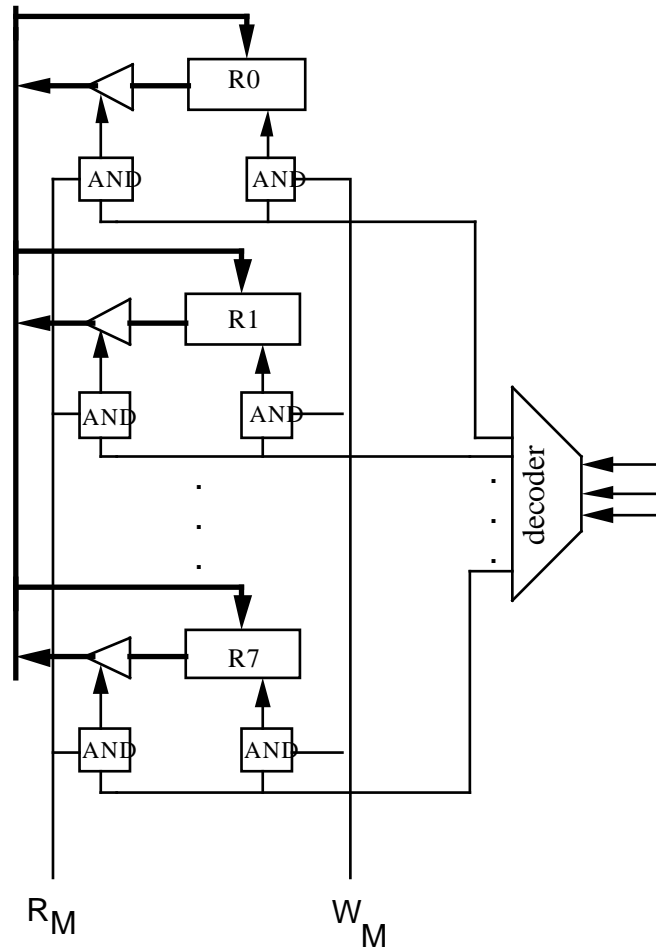 R0
AND
AND
R1
AND
AND
decoder
R7
AND
AND
RM
WM